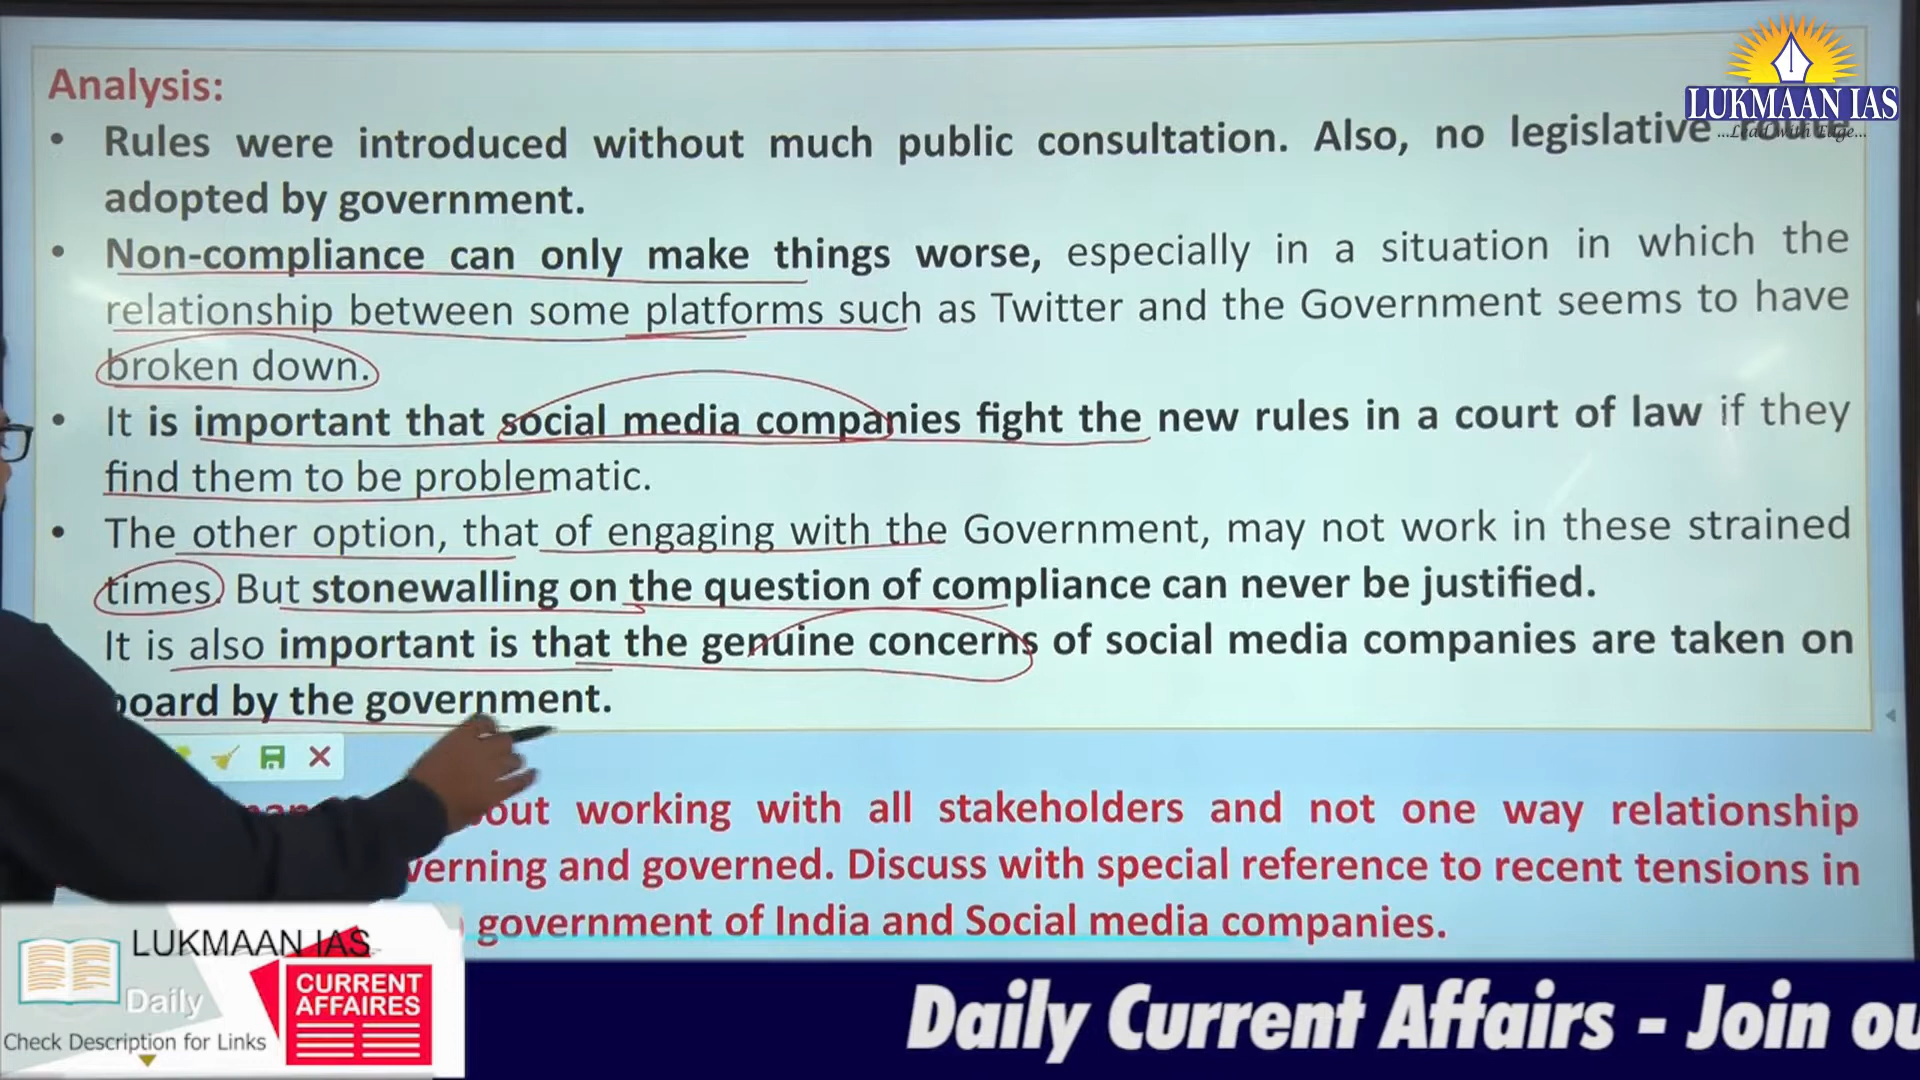 LUKMAAN IAS
...Lead with Edge...
Analysis:
• Rules were introduced without much public consultation. Also, no legislative route
adopted by government.
• Non-compliance can only make things worse, especially in a situation in which the
relationship between some platforms such as Twitter and the Government seems to have
broken down.
• It is important that social media companies fight the new rules in a court of law if they
find them to be problematic.
• The other option, that of engaging with the Government, may not work in these strained
times. But stonewalling on the question of compliance can never be justified.
It is also important is that the genuine concerns of social media companies are taken on
board by the government.
working with all stakeholders and not one way relationship
and governed. Discuss with special reference to recent tensions in
government of India and Social media companies.
LUKMAAN IAS
Daily
CURRENT
AFFAIRES
Check Description for Links
Daily Current Affairs - Join ou